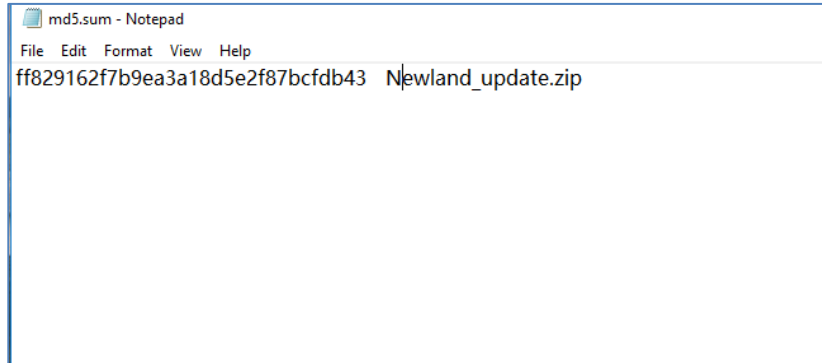 md5.sum - Notepad
File Edit Format View Help
ff829162f7b9ea3a18d5e2f87bcfdb43 Newland_update.zip